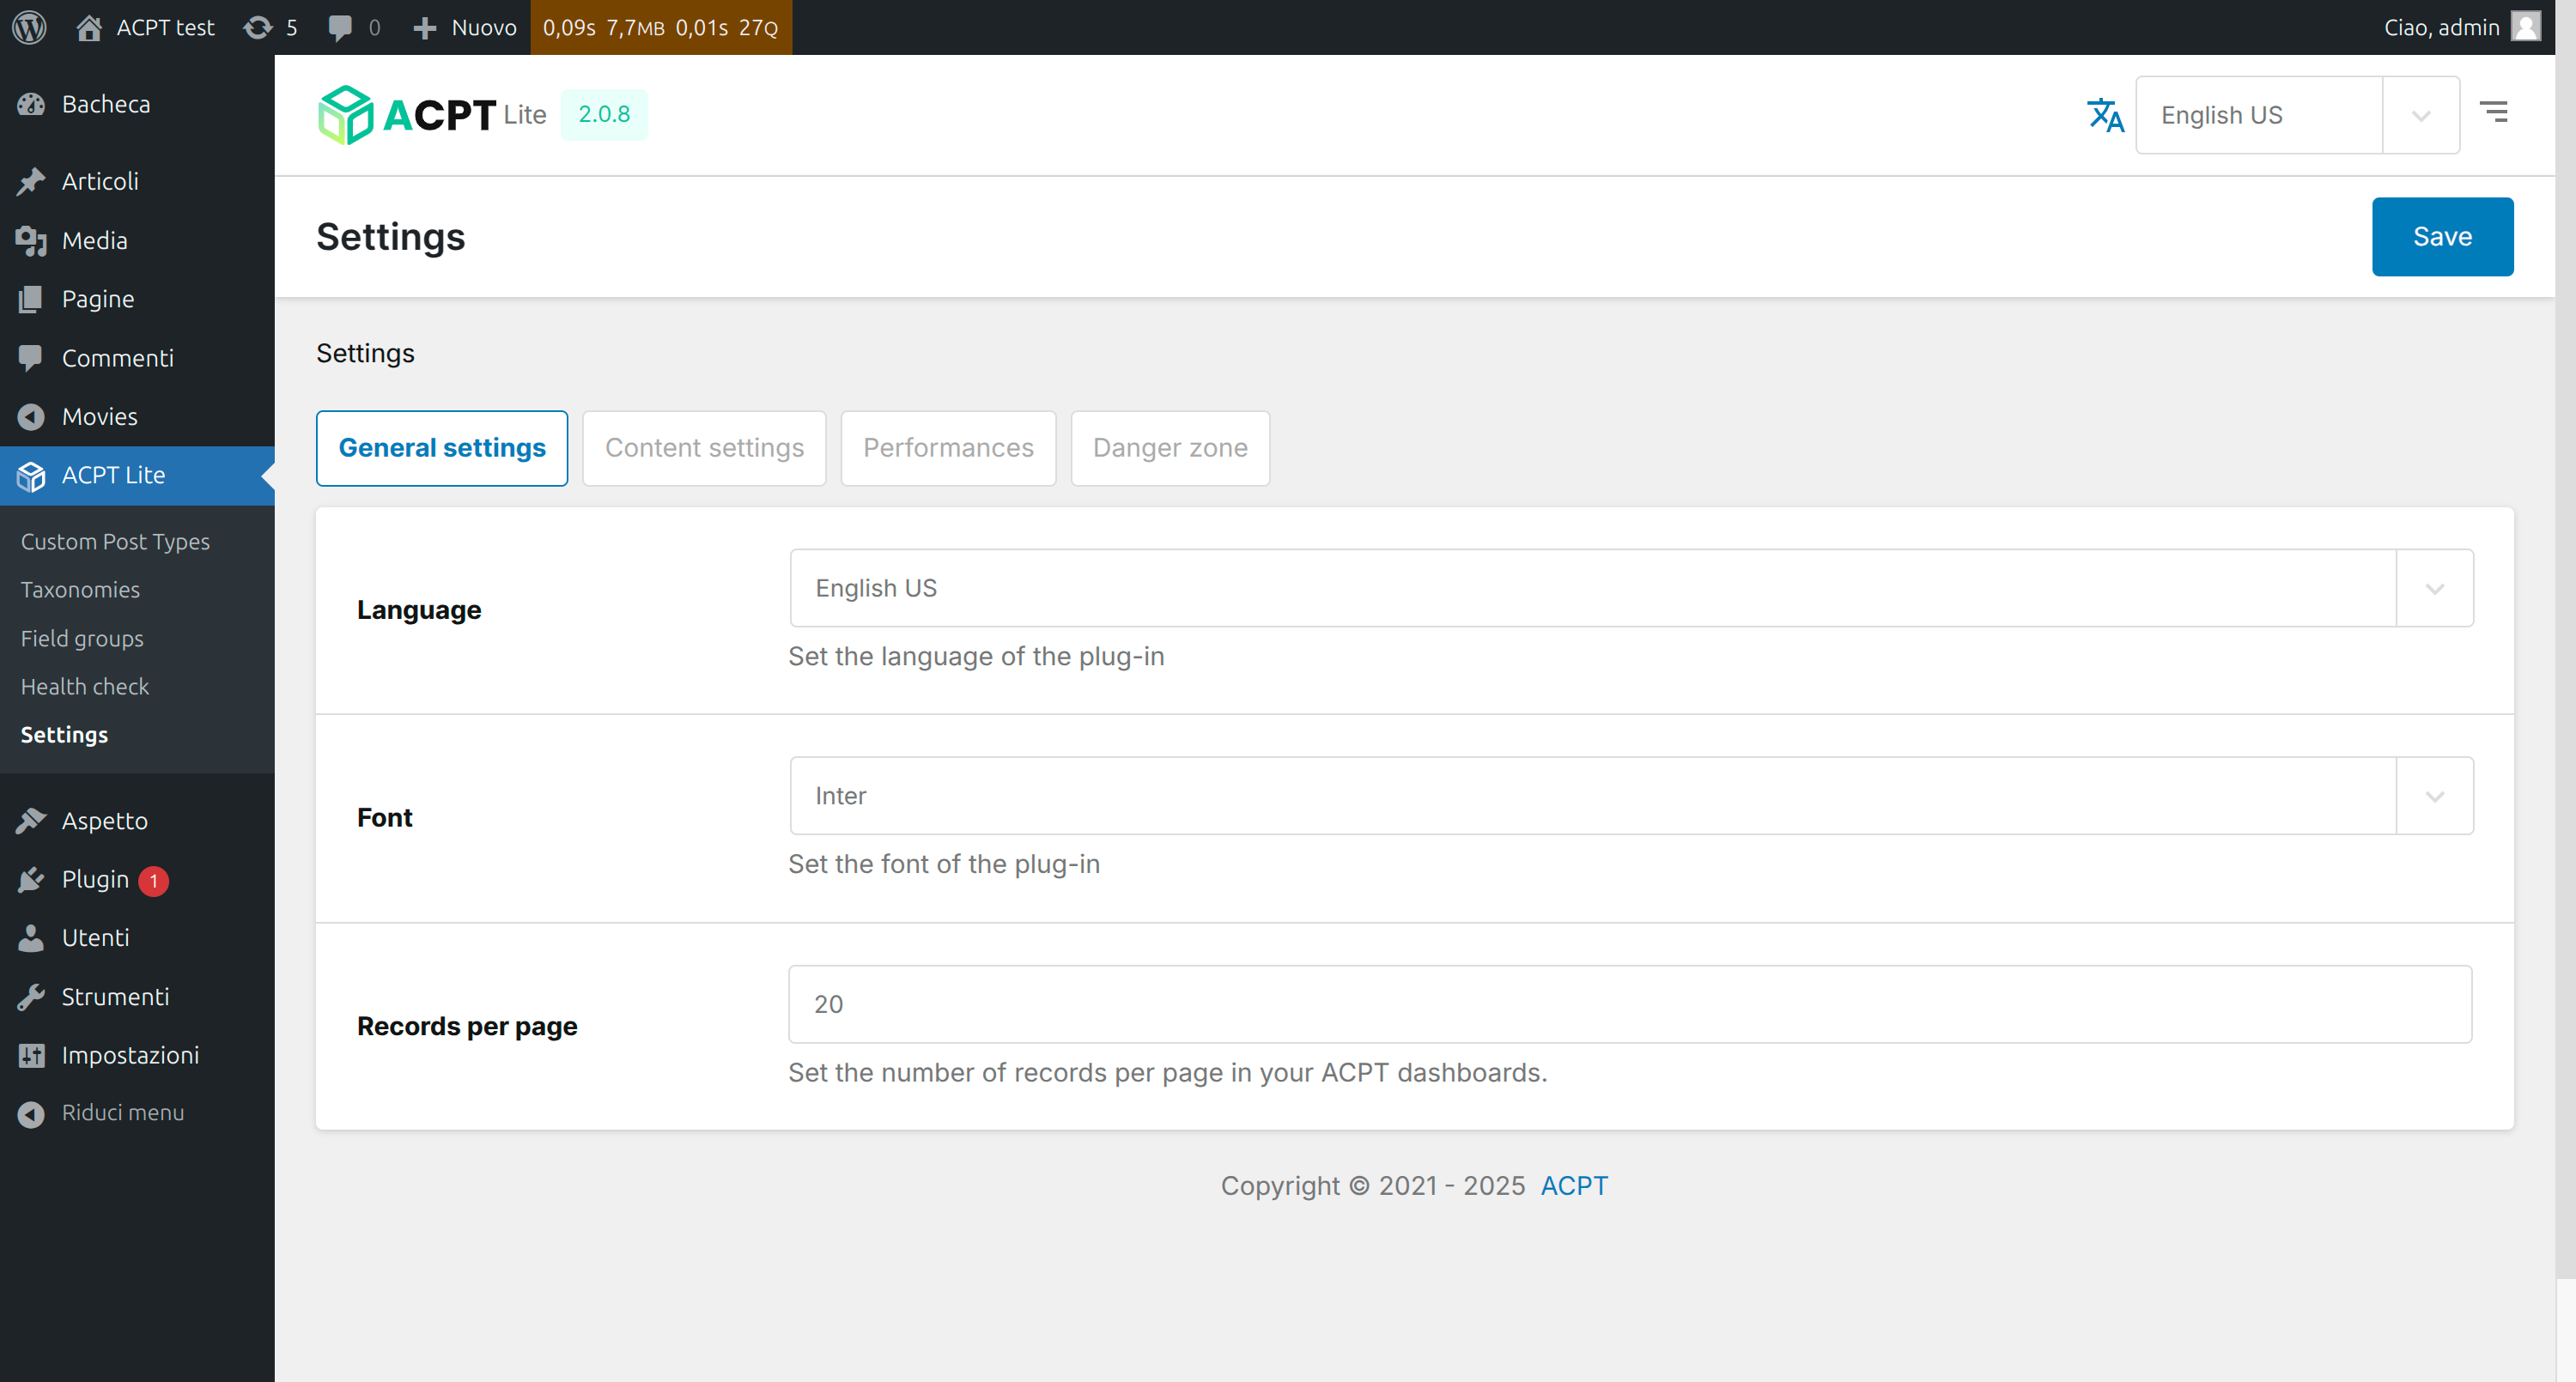 ACPT test 5 0 Nuovo 0,09s 7,7MB 0,01s 27Q Ciao, admin
Bacheca
Articoli
Media
Pagine
Commenti
Movies
ACPT Lite
Custom Post Types
Taxonomies
Field groups
Health check
Settings
Aspetto
Plugin 1
Utenti
Strumenti
Impostazioni
Riduci menu
ACPT Lite 2.0.8
English US
Settings
Save
Settings
General settings Content settings Performances Danger zone
Language
English US
Set the language of the plug-in
Font
Inter
Set the font of the plug-in
Records per page
20
Set the number of records per page in your ACPT dashboards.
Copyright © 2021 - 2025 ACPT